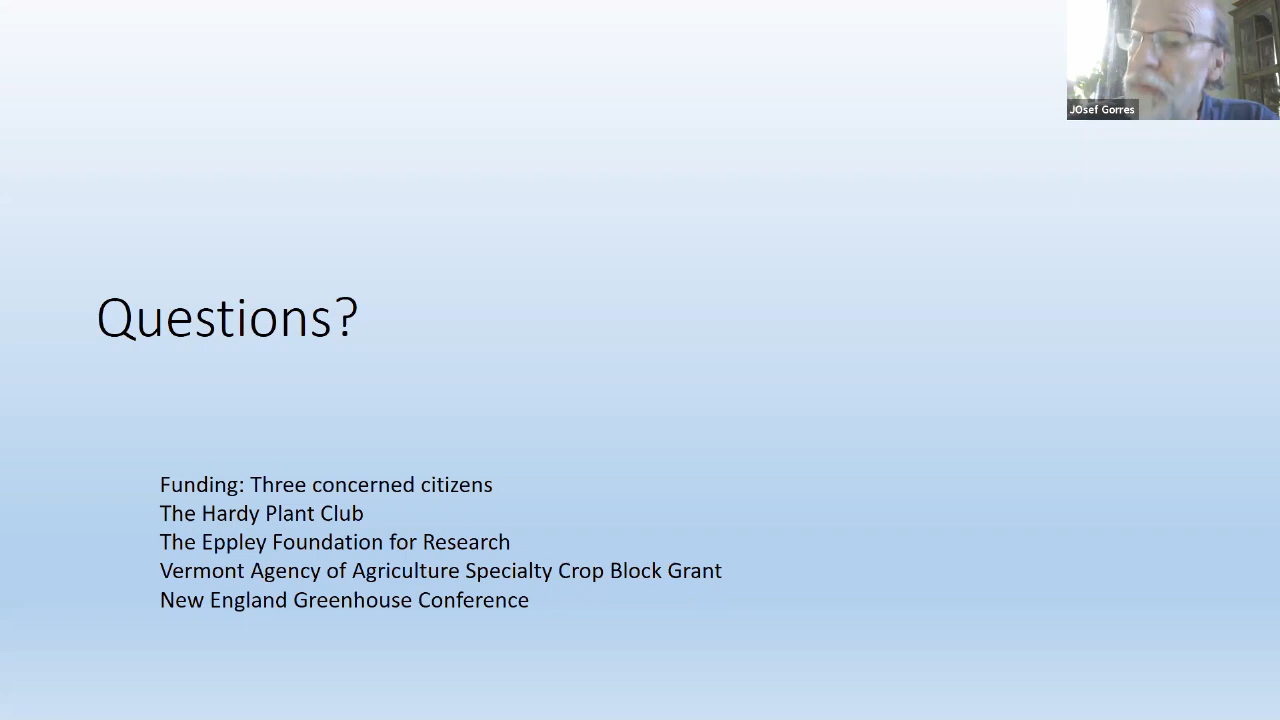 JOsef Gorres
Questions?
Funding: Three concerned citizens
The Hardy Plant Club
The Eppley Foundation for Research
Vermont Agency of Agriculture Specialty Crop Block Grant
New England Greenhouse Conference